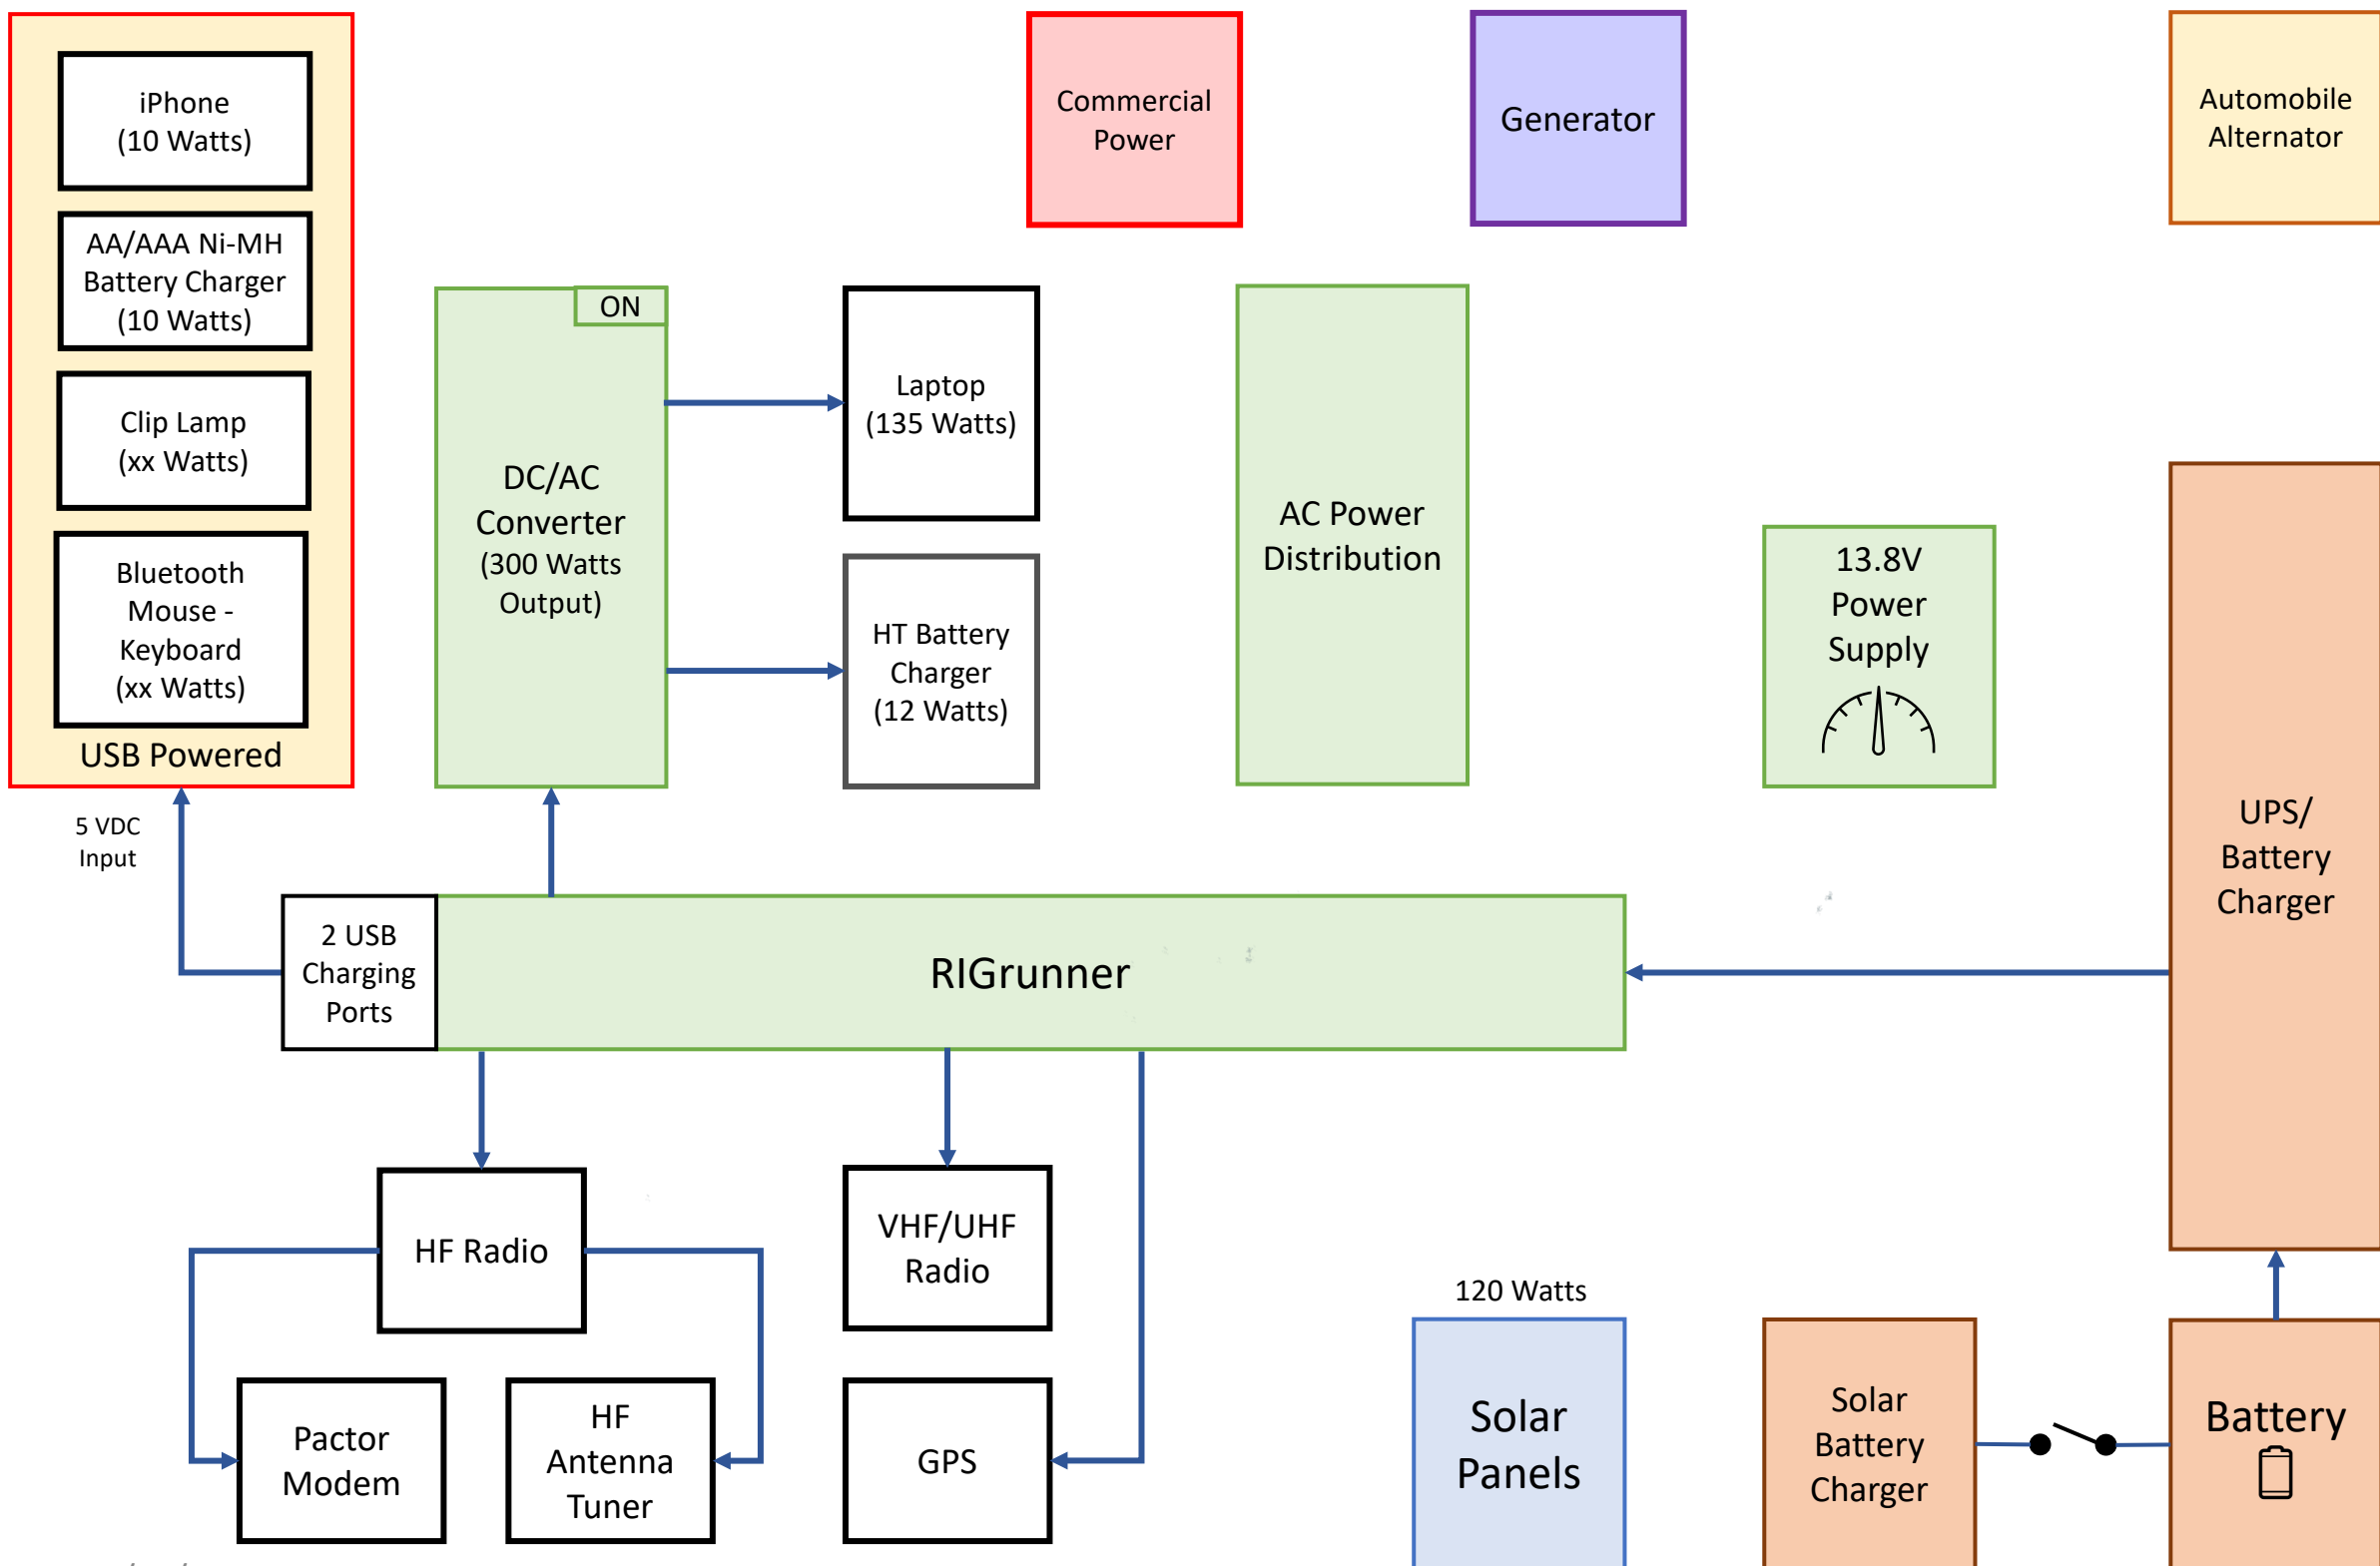 iPhone
(10 Watts)
AA/AAA Ni-MH
Battery Charger
(10 Watts)
Clip Lamp
(xx Watts)
Bluetooth
Mouse -
Keyboard
(xx Watts)
USB Powered
5 VDC
Input
ON
DC/AC
Converter
(300 Watts
Output)
Laptop
(135 Watts)
HT Battery
Charger
(12 Watts)
Commercial
Power
Generator
Automobile
Alternator
AC Power
Distribution
13.8V
Power
Supply
UPS/
Battery
Charger
2 USB
Charging
Ports
RIGrunner
HF Radio
VHF/UHF
Radio
Pactor
Modem
HF
Antenna
Tuner
GPS
120 Watts
Solar
Panels
Solar
Battery
Charger
Battery